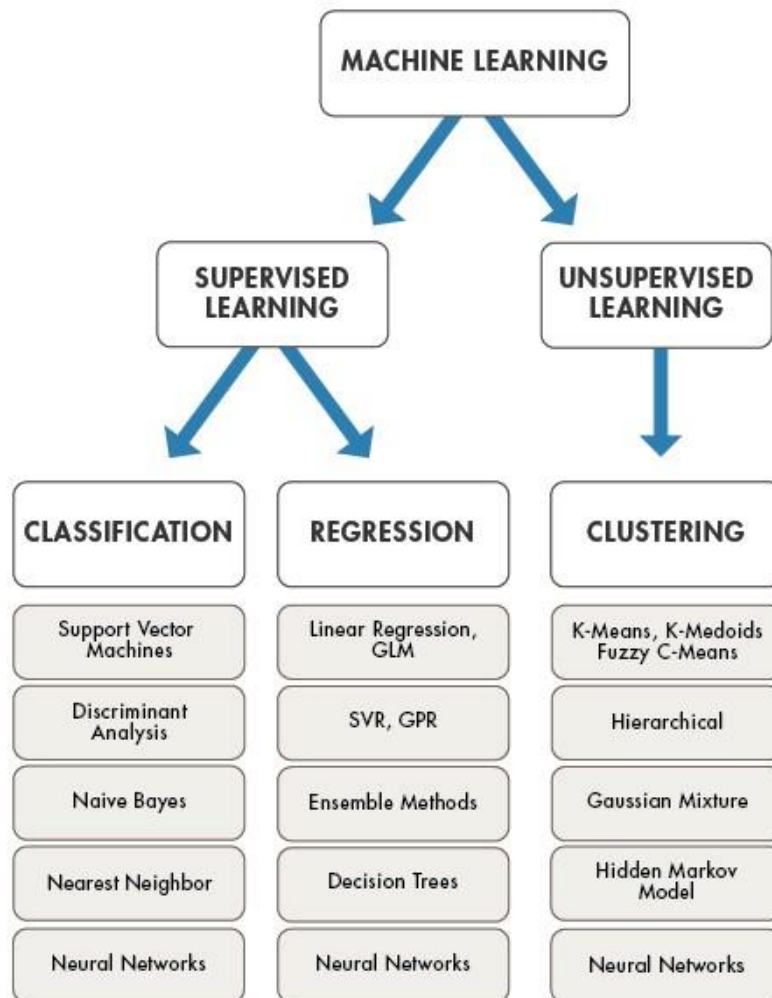 MACHINE LEARNING
SUPERVISED
LEARNING
UNSUPERVISED
LEARNING
CLASSIFICATION
Support Vector
Machines
Discriminant
Analysis
Naive Bayes
Nearest Neighbor
Neural Networks
REGRESSION
Linear Regression,
GLM
SVR, GPR
Ensemble Methods
Decision Trees
Neural Networks
CLUSTERING
K-Means, K-Medoids
Fuzzy C-Means
Hierarchical
Gaussian Mixture
Hidden Markov
Model
Neural Networks